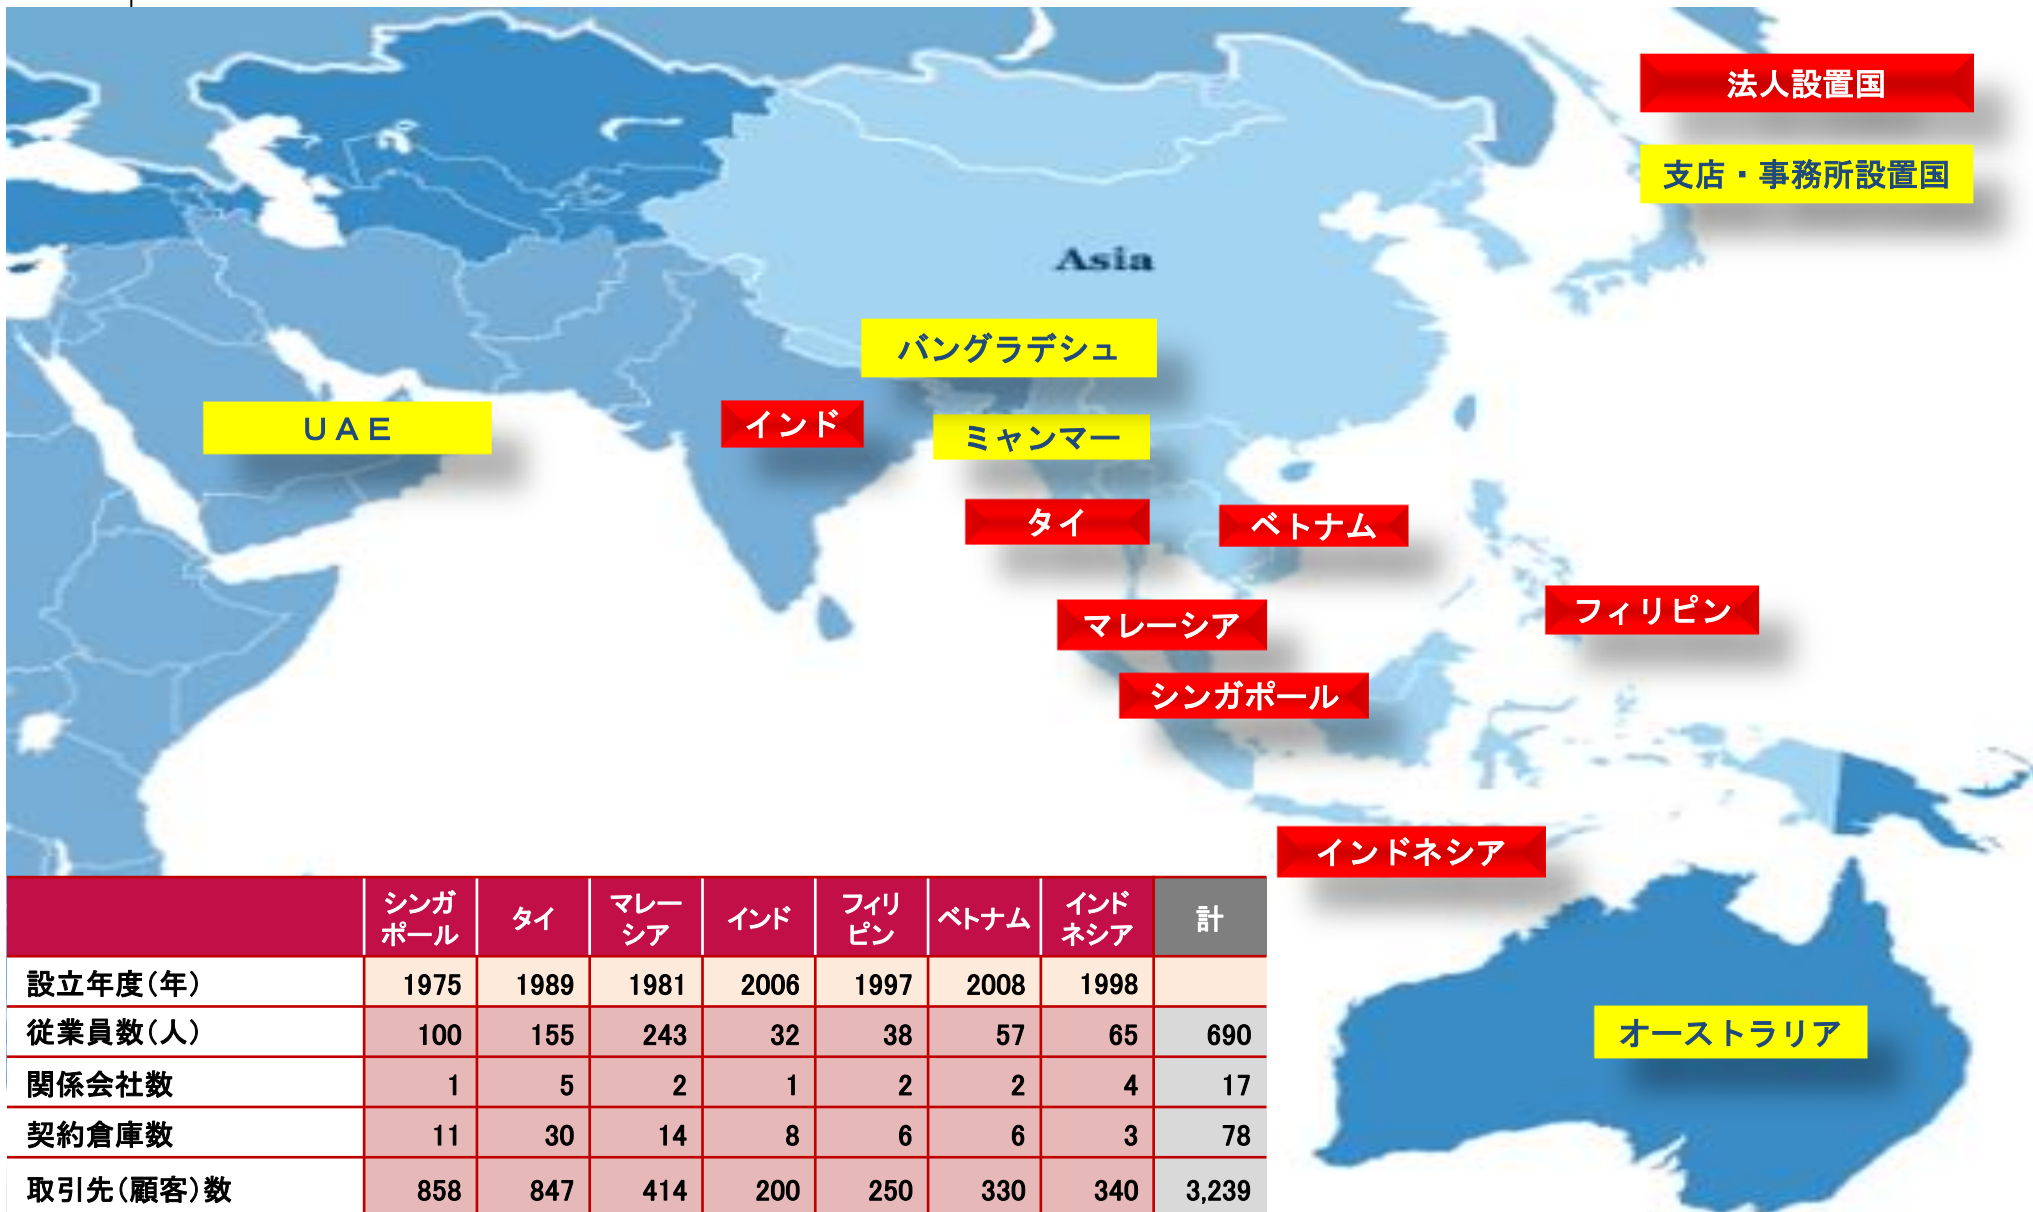 法人設置国
支店・事務所設置国
Asia
バングラデシュ
UAE
インド
ミャンマー
タイ
ベトナム
フィリピン
マレーシア
シンガポール
インドネシア
オーストラリア
シンガポール タイ マレーシア インド フィリピン ベトナム インドネシア 計
設立年度(年) 1975 1989 1981 2006 1997 2008 1998
従業員数(人) 100 155 243 32 38 57 65 690
関係会社数 1 5 2 1 2 2 4 17
契約倉庫数 11 30 14 8 6 6 3 78
取引先(顧客)数 858 847 414 200 250 330 340 3,239